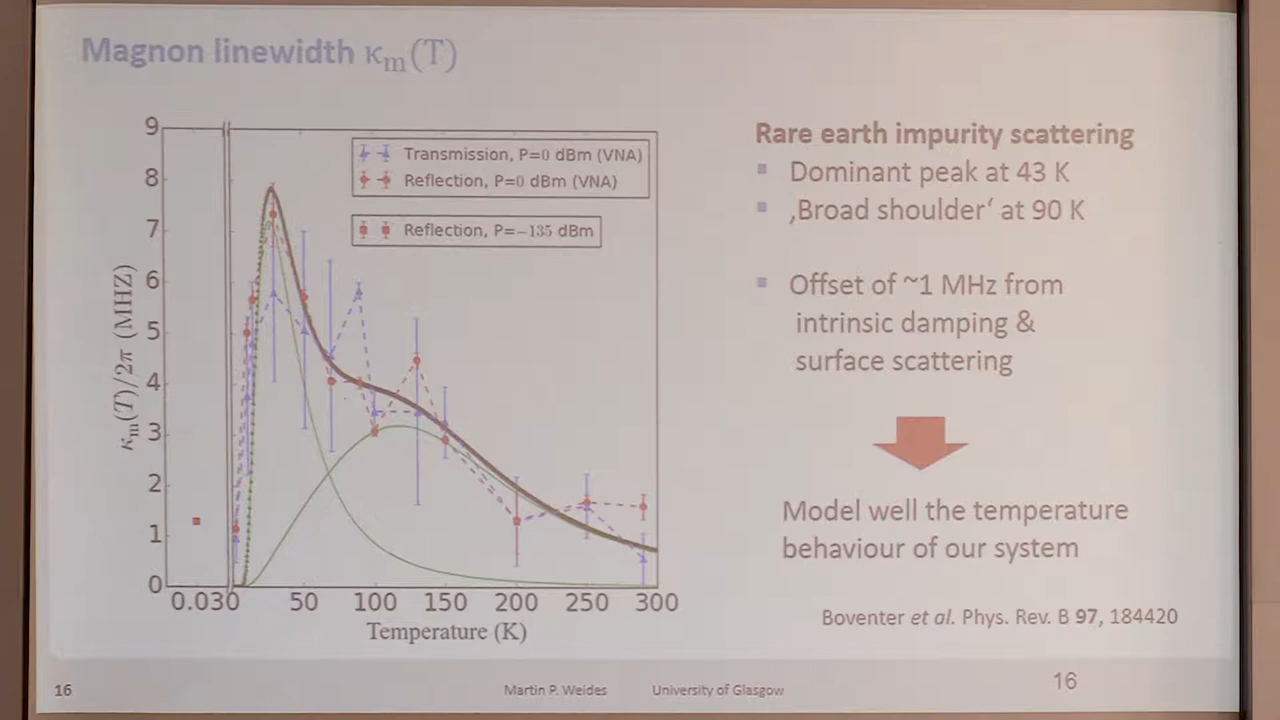 Magnon linewidth κm(T)
9
8
7
6
5
4
3
2
1
0
κm(T)/2π (MHZ)
Transmission, P=0 dBm (VNA)
Reflection, P=0 dBm (VNA)
Reflection, P=−135 dBm
0.030 50 100 150 200 250 300
Temperature (K)
Rare earth impurity scattering
▪ Dominant peak at 43 K
▪ ‚Broad shoulder‘ at 90 K
▪ Offset of ~1 MHz from
intrinsic damping &
surface scattering
Model well the temperature
behaviour of our system
Boventer et al. Phys. Rev. B 97, 184420
16
Martin P. Weides University of Glasgow
16